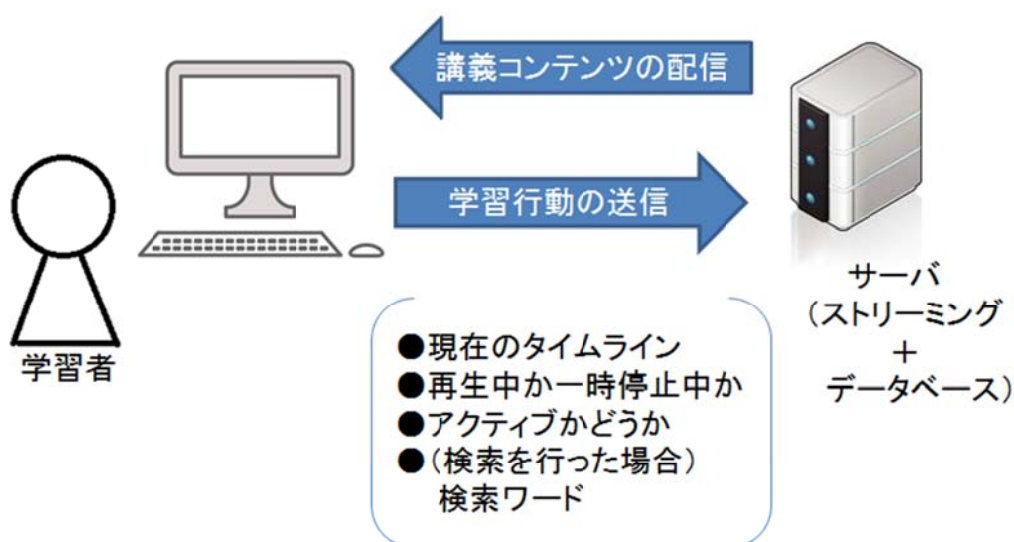 講義コンテンツの配信
学習行動の送信
学習者
サーバ
(ストリーミング
+
データベース)
●現在のタイムライン
●再生中か一時停止中か
●アクティブかどうか
●(検索を行った場合)
検索ワード